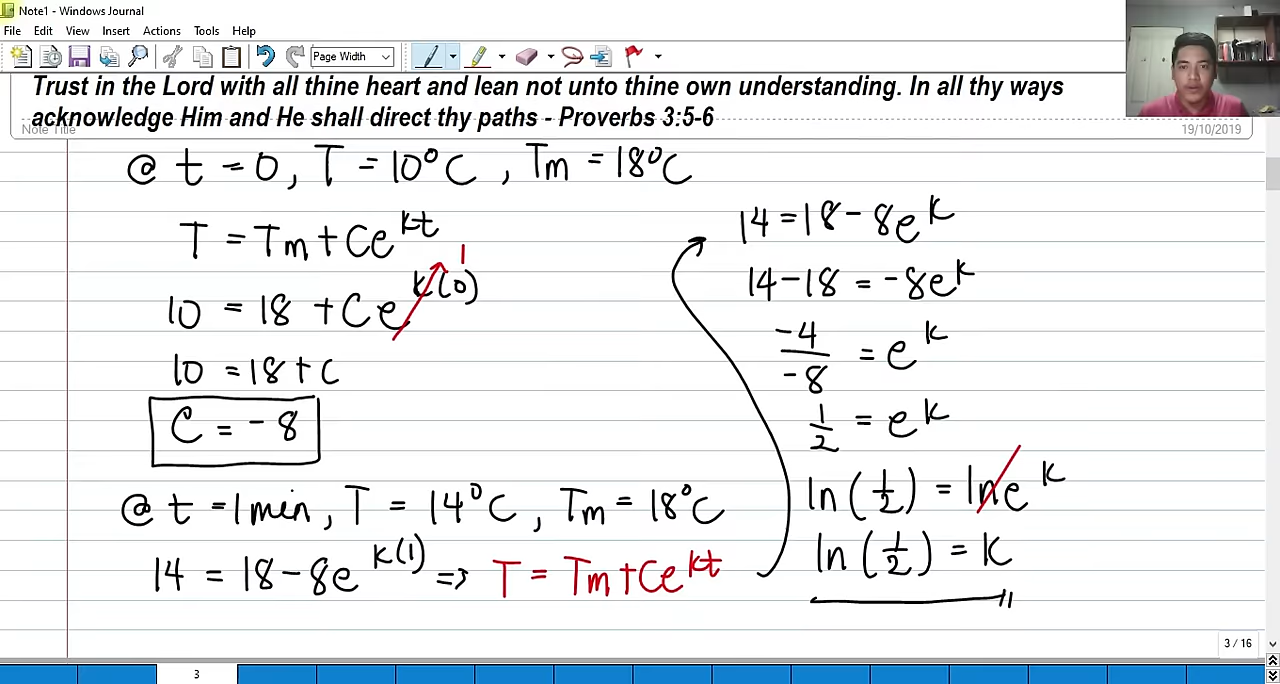 Note1 - Windows Journal
File Edit View Insert Actions Tools Help
Page Width
Trust in the Lord with all thine heart and lean not unto thine own understanding. In all thy ways
acknowledge Him and He shall direct thy paths - Proverbs 3:5-6
Note Title
19/10/2019
@ t = 0, T = 10°C, Tm = 18°C
T = Tm + Ce^kt
1
10 = 18 + Ce^k(0)
10 = 18 + C
C = -8
@ t = 1 min, T = 14°C, Tm = 18°C
14 = 18 - 8e^k(1) => T = Tm + Ce^kt
14 = 18 - 8e^k
14 - 18 = -8e^k
-4/-8 = e^k
1/2 = e^k
ln(1/2) = lne^k
ln(1/2) = k
3 / 16
3